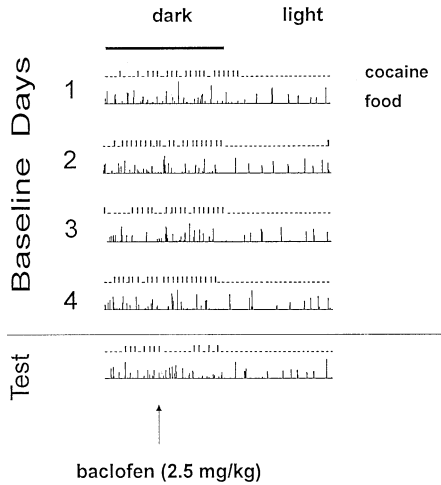 dark light
Baseline Days
1 cocaine
food
2
3
4
Test
baclofen (2.5 mg/kg)